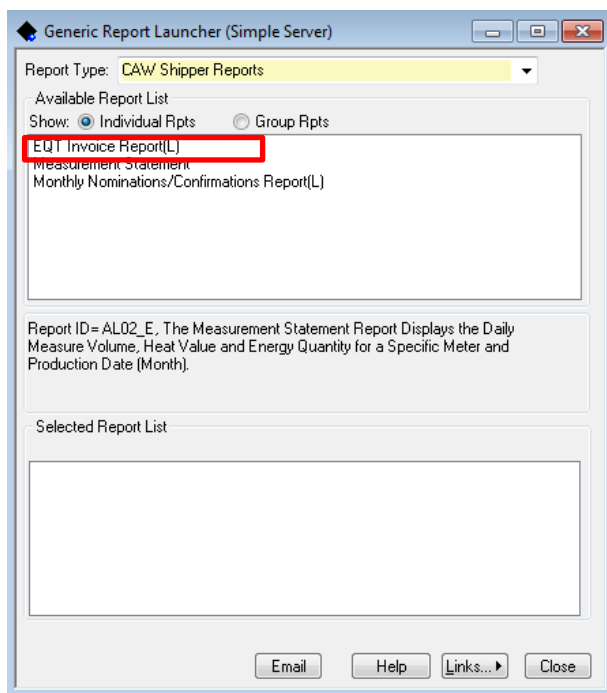 Generic Report Launcher (Simple Server)
Report Type: CAW Shipper Reports
Available Report List
Show: Individual Rpts Group Rpts
EQT Invoice Report(L)
Measurement Statement
Monthly Nominations/Confirmations Report(L)
Report ID= AL02_E, The Measurement Statement Report Displays the Daily
Measure Volume, Heat Value and Energy Quantity for a Specific Meter and
Production Date (Month).
Selected Report List
Email Help Links... Close